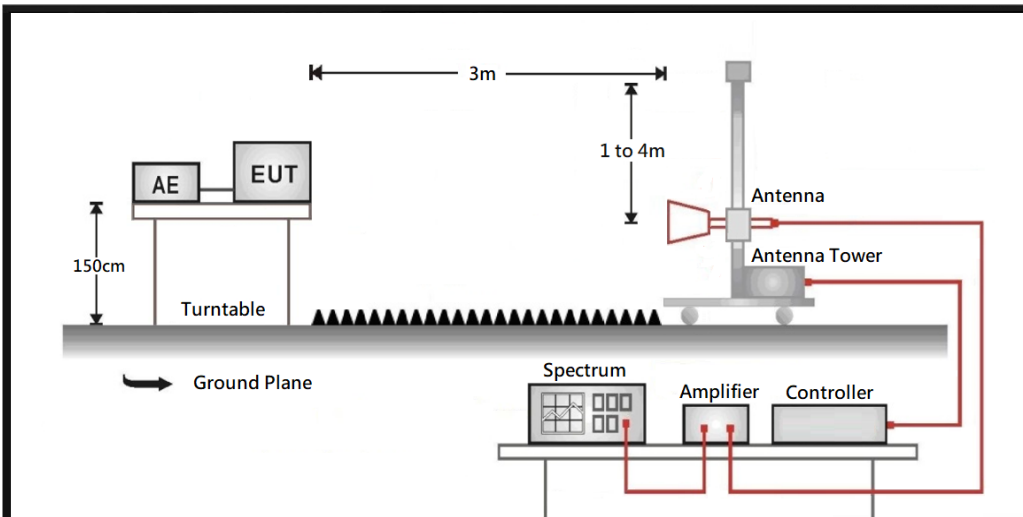 3m
1 to 4m
AE
EUT
Antenna
150cm
Antenna Tower
Turntable
Ground Plane
Spectrum
Amplifier
Controller